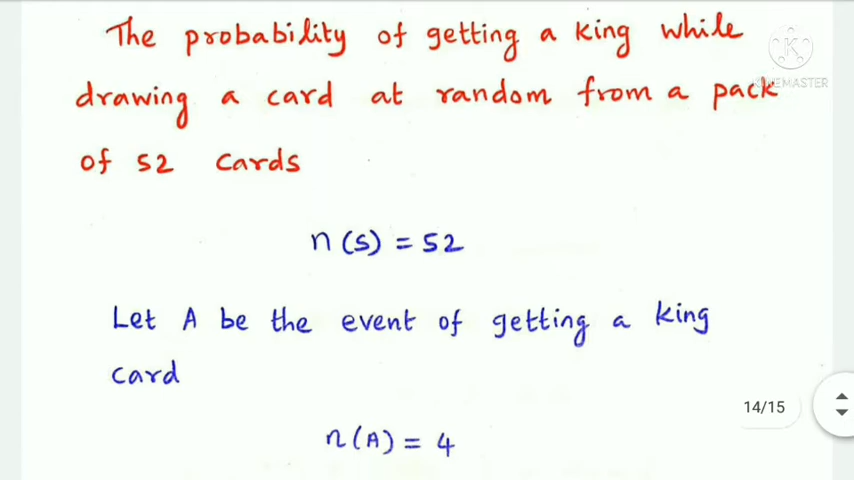 The probability of getting a king while
drawing a card at random from a pack
of 52 cards
n(S) = 52
Let A be the event of getting a king
card
n(A) = 4
14/15
K
KINEMASTER